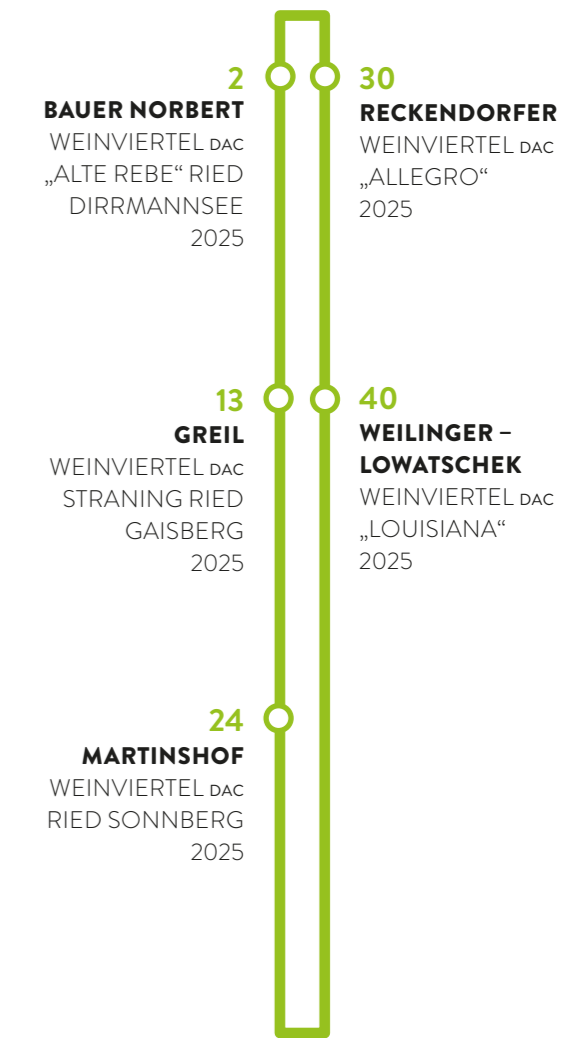 2
BAUER NORBERT
WEINVIERTEL DAC
„ALTE REBE“ RIED
DIRRMANNSEE
2025
13
GREIL
WEINVIERTEL DAC
STRANING RIED
GAISBERG
2025
24
MARTINSHOF
WEINVIERTEL DAC
RIED SONNBERG
2025
30
RECKENDORFER
WEINVIERTEL DAC
„ALLEGRO“
2025
40
WEILINGER –
LOWATSCHEK
WEINVIERTEL DAC
„LOUISIANA“
2025